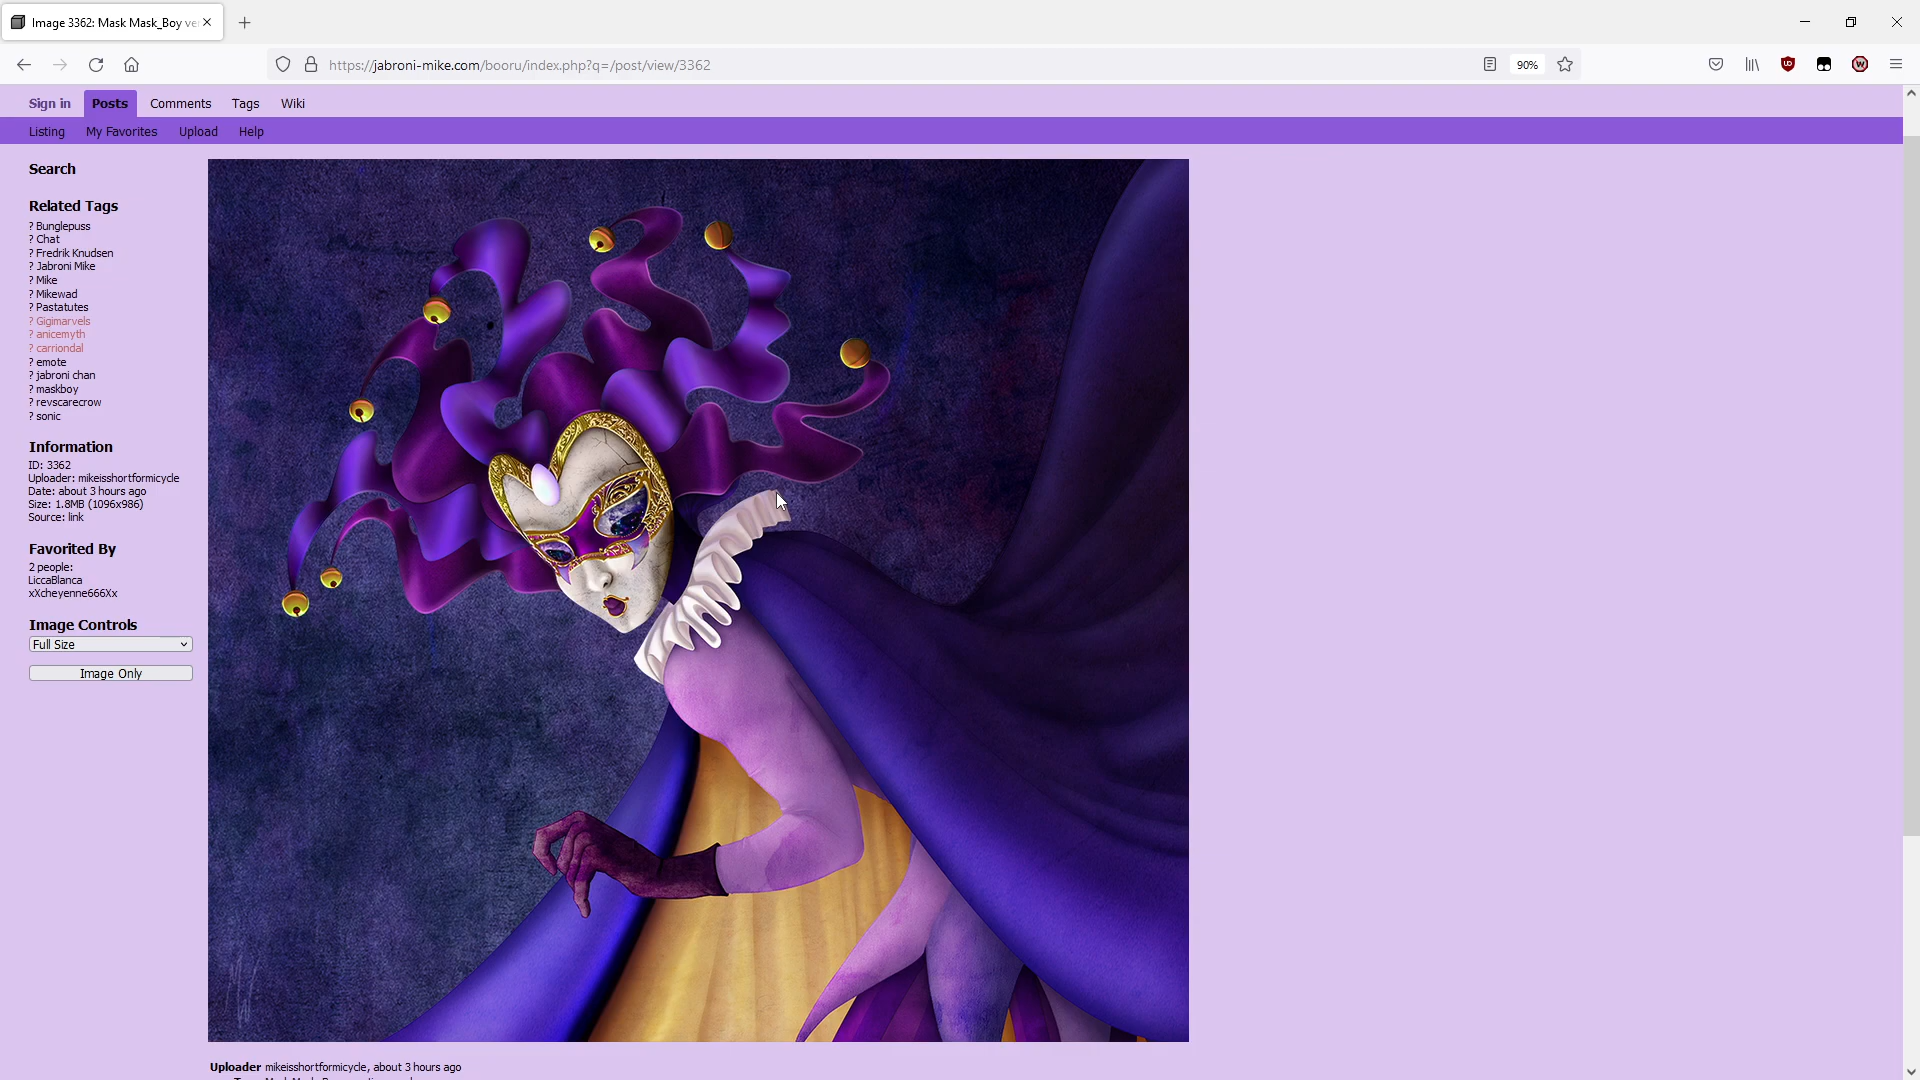 Image 3362: Mask Mask_Boy ve
https://jabroni-mike.com/booru/index.php?q=/post/view/3362
90%
Sign in Posts Comments Tags Wiki
Listing My Favorites Upload Help
Search
Related Tags
? Bunglepuss
? Chat
? Fredrik Knudsen
? Jabroni Mike
? Mike
? Mikewad
? Pastatutes
? Gigimarvels
? anicemyth
? carriondal
? emote
? jabroni chan
? maskboy
? revscarecrow
? sonic
Information
ID: 3362
Uploader: mikeisshortformicycle
Date: about 3 hours ago
Size: 1.8MB (1096x986)
Source: link
Favorited By
2 people:
LiccaBlanca
xXcheyenne666Xx
Image Controls
Full Size
Image Only
Uploader mikeisshortformicycle, about 3 hours ago